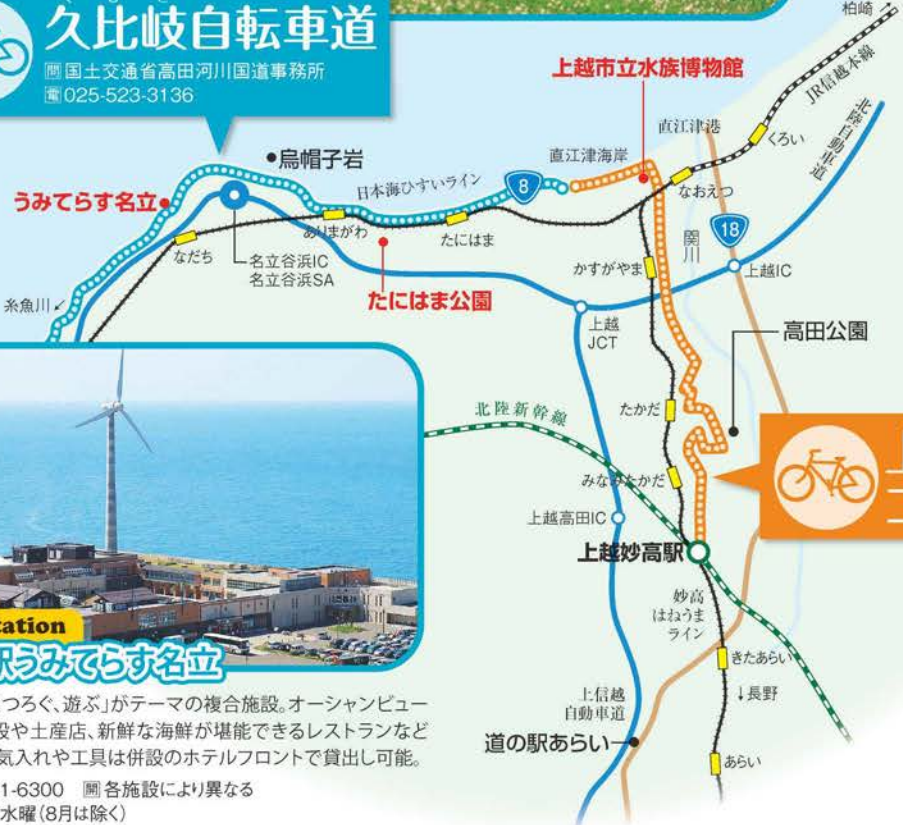 久比岐自転車道
問国土交通省高田河川国道事務所
電025-523-3136
柏崎
上越市立水族博物館
JR信越本線
北陸自動車道
直江津港
くろい
烏帽子岩
直江津海岸
日本海ひすいライン
8
なおえつ
うみてらす名立
ありまがわ
たにはま
関川
18
なだち
名立谷浜IC
名立谷浜SA
かすがやま
上越IC
糸魚川
たにはま公園
上越
JCT
高田公園
北陸新幹線
たかだ
みなみたかだ
上越高田IC
上越妙高駅
妙高
はねうま
ライン
きたあらい
↓長野
上信越
自動車道
道の駅あらい
あらい
tation
駅うみてらす名立
つろぐ、遊ぶ」がテーマの複合施設。オーシャンビュー
設や土産店、新鮮な海鮮が堪能できるレストランなど
気入れや工具は併設のホテルフロントで貸出し可能。
1-6300 開各施設により異なる
水曜(8月は除く)